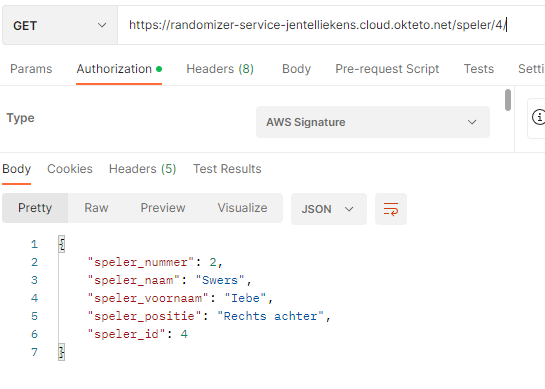 GET https://randomizer-service-jentelliekens.cloud.okteto.net/speler/4/
Params Authorization Headers (8) Body Pre-request Script Tests Setti
Type AWS Signature
Body Cookies Headers (5) Test Results
Pretty Raw Preview Visualize JSON
1 {
2 "speler_nummer": 2,
3 "speler_naam": "Swers",
4 "speler_voornaam": "Iebe",
5 "speler_positie": "Rechts achter",
6 "speler_id": 4
7 }